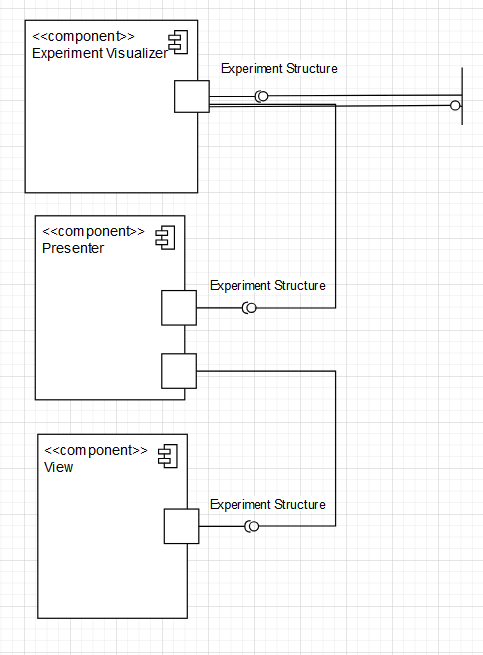 <<component>>
Experiment Visualizer
Experiment Structure
<<component>>
Presenter
Experiment Structure
<<component>>
View
Experiment Structure